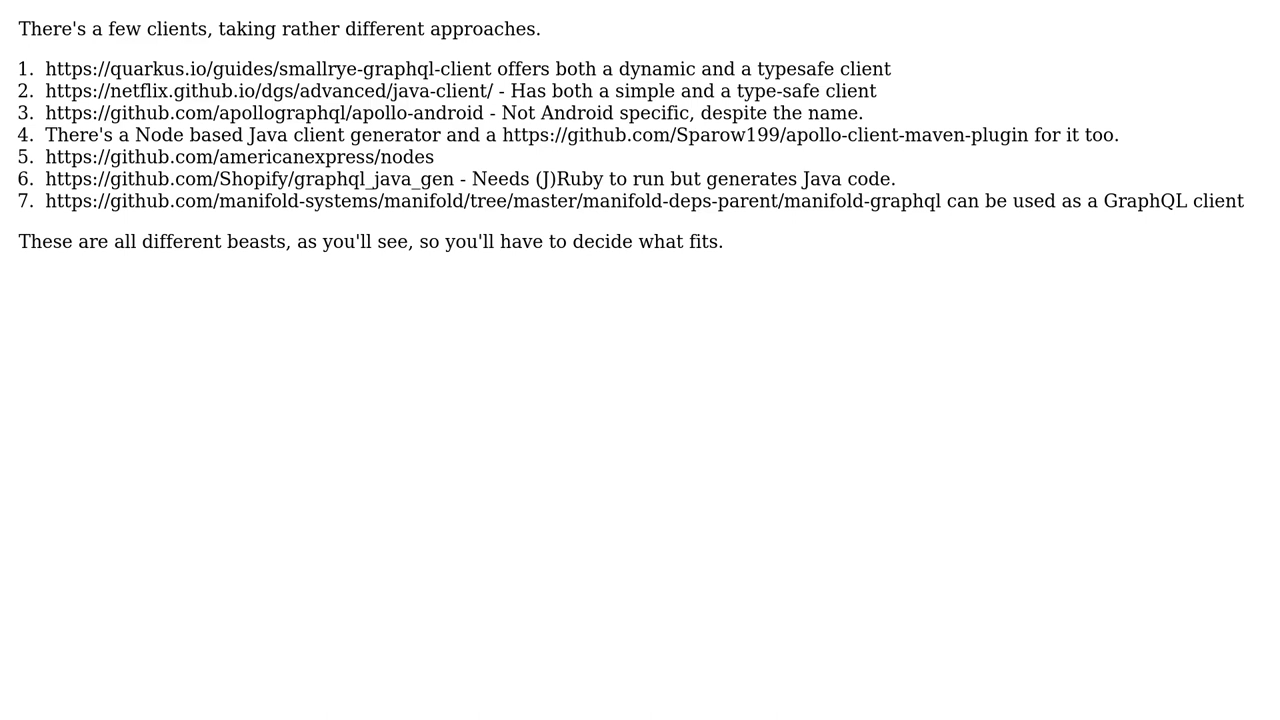 There's a few clients, taking rather different approaches.
1. https://quarkus.io/guides/smallrye-graphql-client offers both a dynamic and a typesafe client
2. https://netflix.github.io/dgs/advanced/java-client/ - Has both a simple and a type-safe client
3. https://github.com/apollographql/apollo-android - Not Android specific, despite the name.
4. There's a Node based Java client generator and a https://github.com/Sparow199/apollo-client-maven-plugin for it too.
5. https://github.com/americanexpress/nodes
6. https://github.com/Shopify/graphql_java_gen - Needs (J)Ruby to run but generates Java code.
7. https://github.com/manifold-systems/manifold/tree/master/manifold-deps-parent/manifold-graphql can be used as a GraphQL client
These are all different beasts, as you'll see, so you'll have to decide what fits.